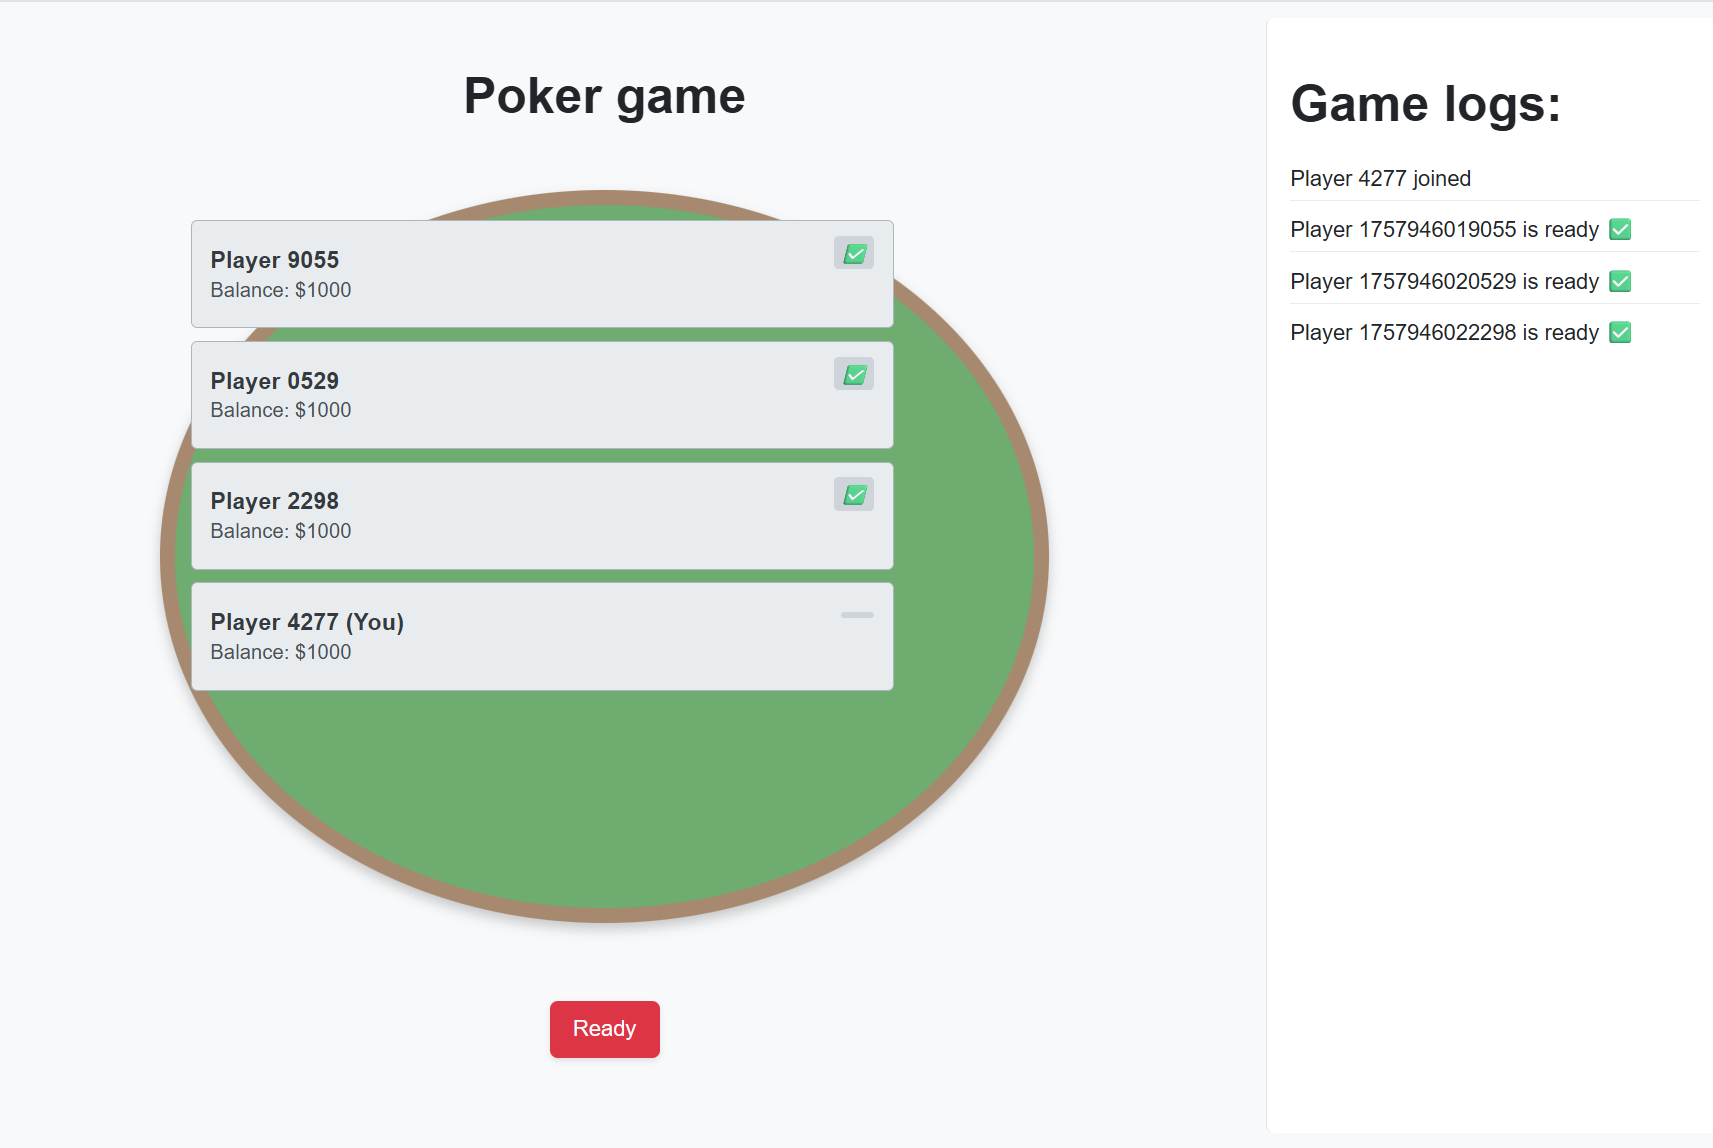 Poker game
Player 9055
Balance: $1000
Player 0529
Balance: $1000
Player 2298
Balance: $1000
Player 4277 (You)
Balance: $1000
Ready
Game logs:
Player 4277 joined
Player 1757946019055 is ready ✅
Player 1757946020529 is ready ✅
Player 1757946022298 is ready ✅